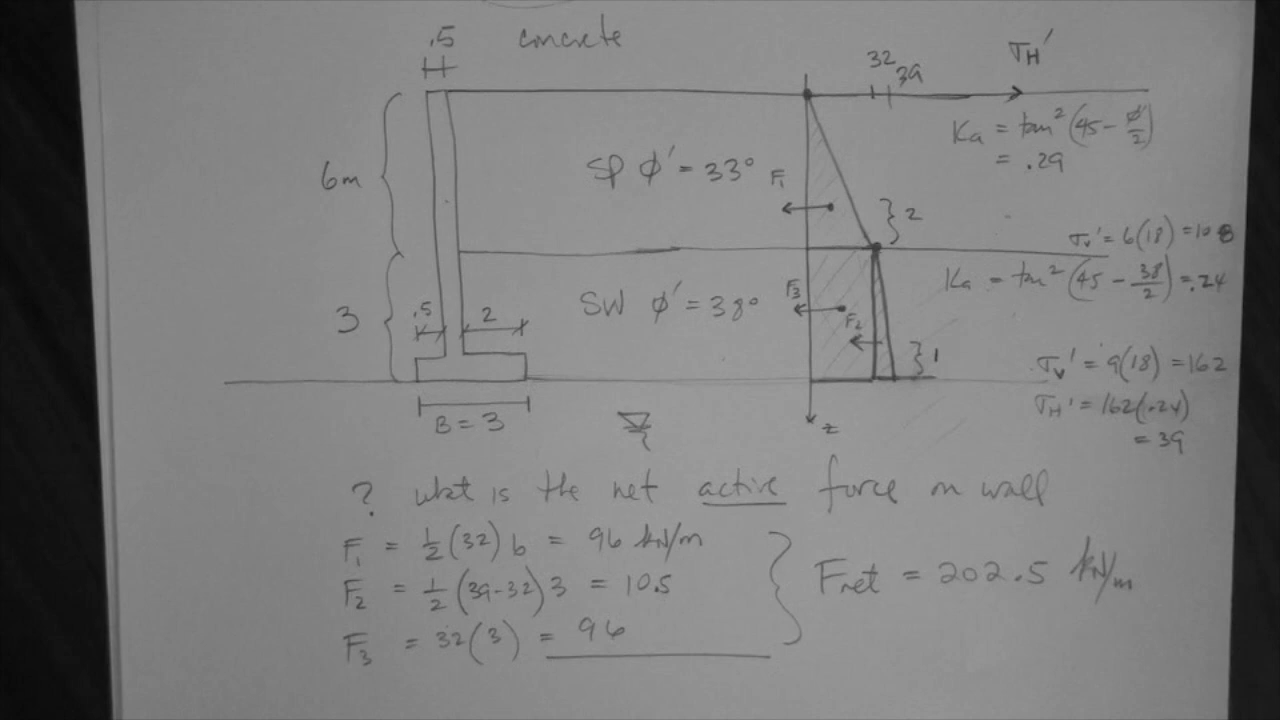 .5 concrete
32
39
σH'
Ka = tan²(45 - φ'/2)
= .29
6m
SP φ' = 33°
F₁
} 2
σv' = 6(18) = 108
Ka = tan²(45 - 38/2) = .24
SW φ' = 38°
F₃
F₂
3
.5
2
} 1
σv' = 9(18) = 162
σH' = 162(.24)
= 39
B = 3
z
? what is the net active force on wall
F₁ = ½(32)6 = 96 kN/m
F₂ = ½(39-32)3 = 10.5
F₃ = 32(3) = 96
Fnet = 202.5 kN/m